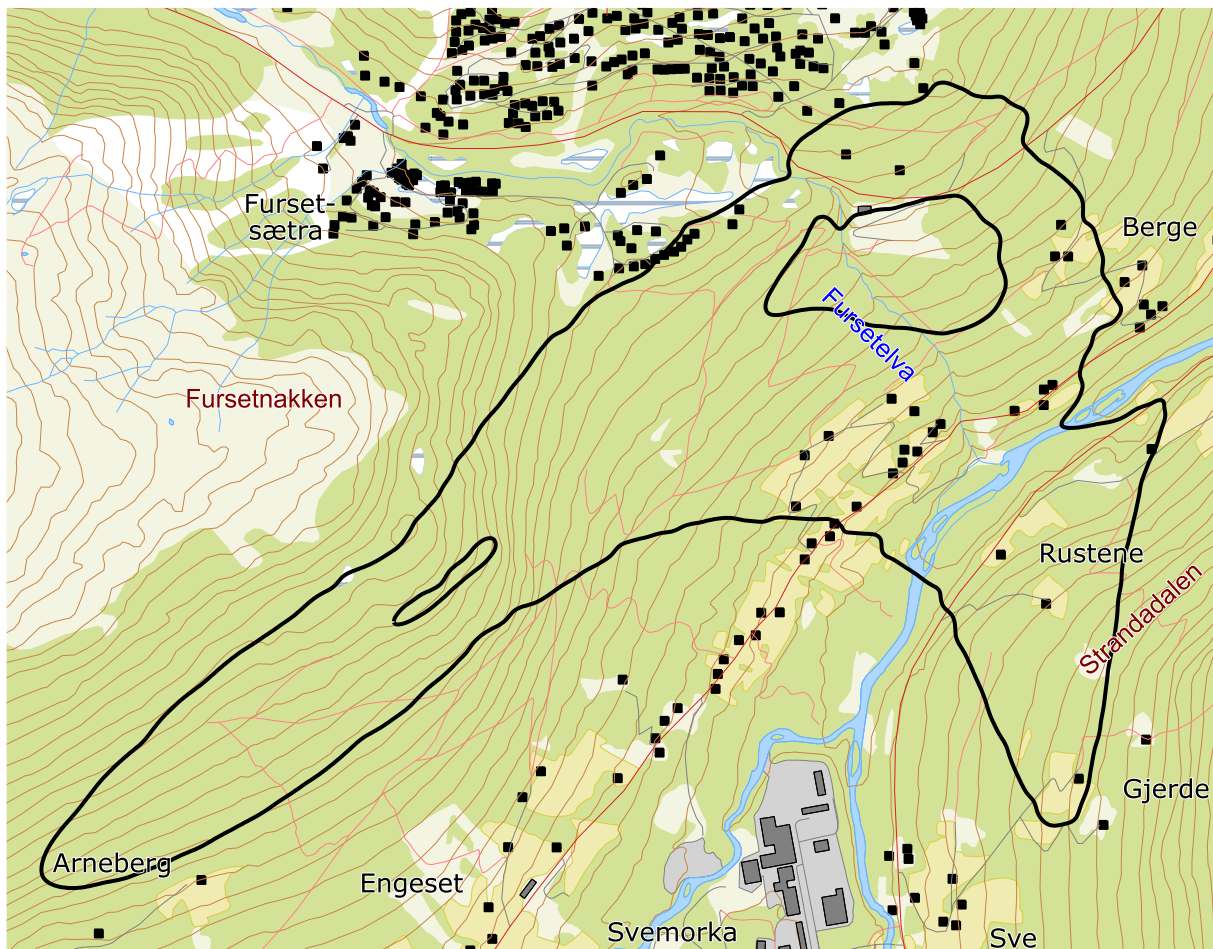 Furset-
sætra
Berge
Fursetelva
Fursetnakken
Rustene
Strandadalen
Gjerde
Arneberg
Engeset
Svemorka
Sve